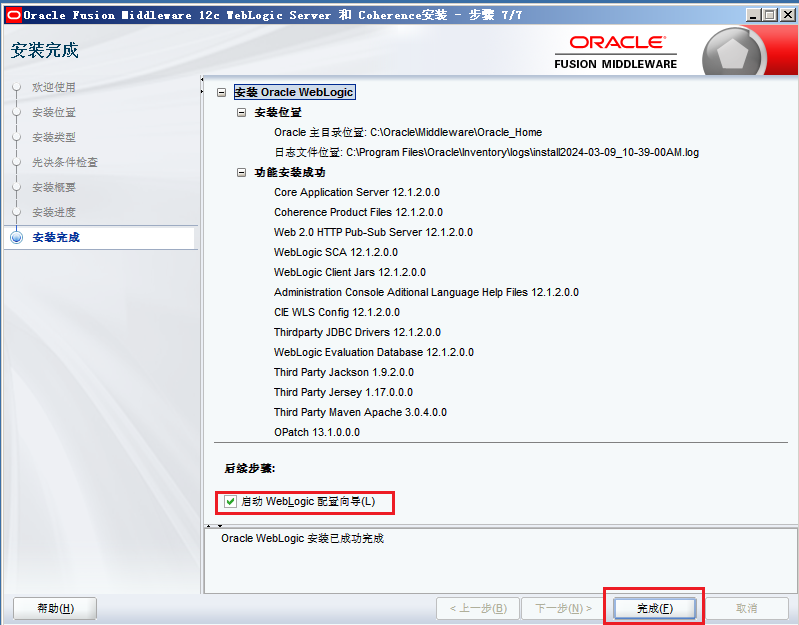 Oracle Fusion Middleware 12c WebLogic Server 和 Coherence安装 - 步骤 7/7
安装完成
ORACLE
FUSION MIDDLEWARE
欢迎使用
安装位置
安装类型
先决条件检查
安装概要
安装进度
安装完成
安装 Oracle WebLogic
安装位置
Oracle 主目录位置: C:\Oracle\Middleware\Oracle_Home
日志文件位置: C:\Program Files\Oracle\Inventory\logs\install2024-03-09_10-39-00AM.log
功能安装成功
Core Application Server 12.1.2.0.0
Coherence Product Files 12.1.2.0.0
Web 2.0 HTTP Pub-Sub Server 12.1.2.0.0
WebLogic SCA 12.1.2.0.0
WebLogic Client Jars 12.1.2.0.0
Administration Console Aditional Language Help Files 12.1.2.0.0
CIE WLS Config 12.1.2.0.0
Thirdparty JDBC Drivers 12.1.2.0.0
WebLogic Evaluation Database 12.1.2.0.0
Third Party Jackson 1.9.2.0.0
Third Party Jersey 1.17.0.0.0
Third Party Maven Apache 3.0.4.0.0
OPatch 13.1.0.0.0
后续步骤:
启动 WebLogic 配置向导(L)
Oracle WebLogic 安装已成功完成
帮助(H)
< 上一步(B)
下一步(N) >
完成(F)
取消